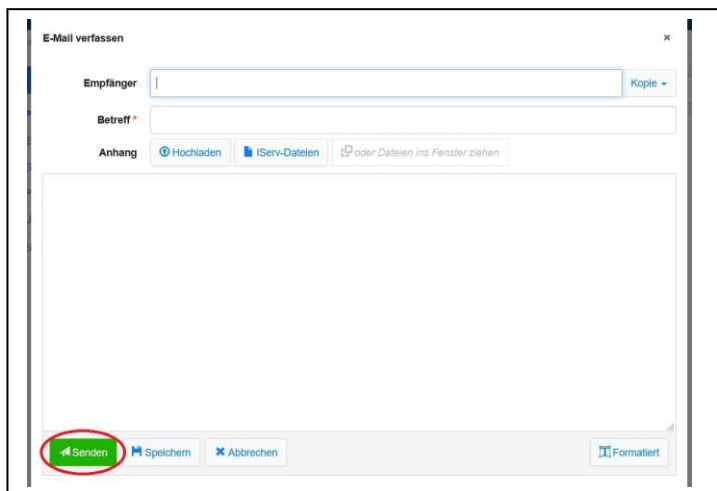 E-Mail verfassen ×
Empfänger Kopie
Betreff *
Anhang Hochladen IServ-Dateien oder Dateien ins Fenster ziehen
Senden Speichern Abbrechen Formatiert